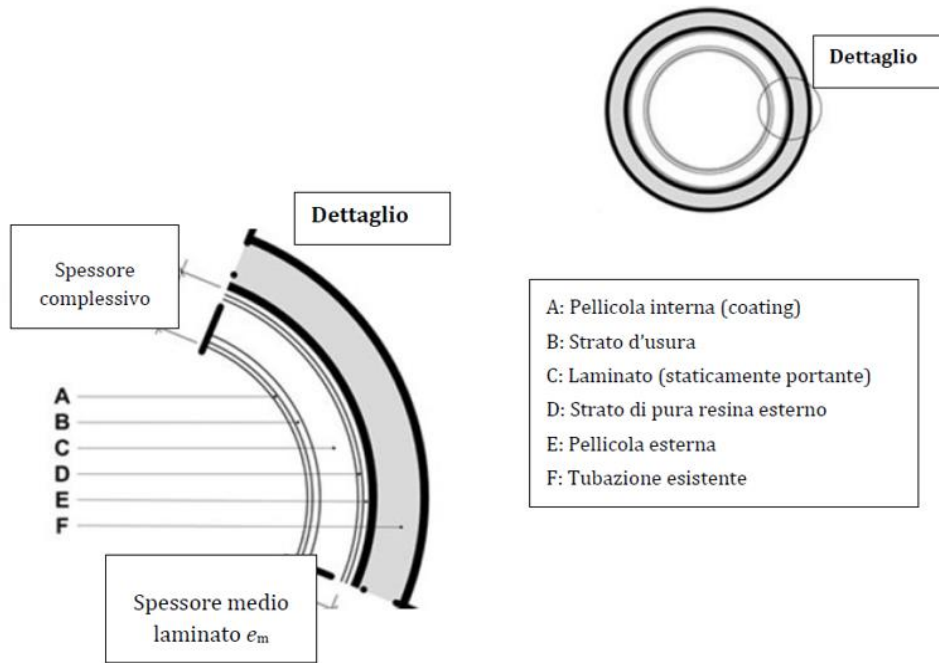 Dettaglio
Dettaglio
Spessore
complessivo
A: Pellicola interna (coating)
B: Strato d'usura
C: Laminato (staticamente portante)
D: Strato di pura resina esterno
E: Pellicola esterna
F: Tubazione esistente
A
B
C
D
E
F
Spessore medio
laminato em